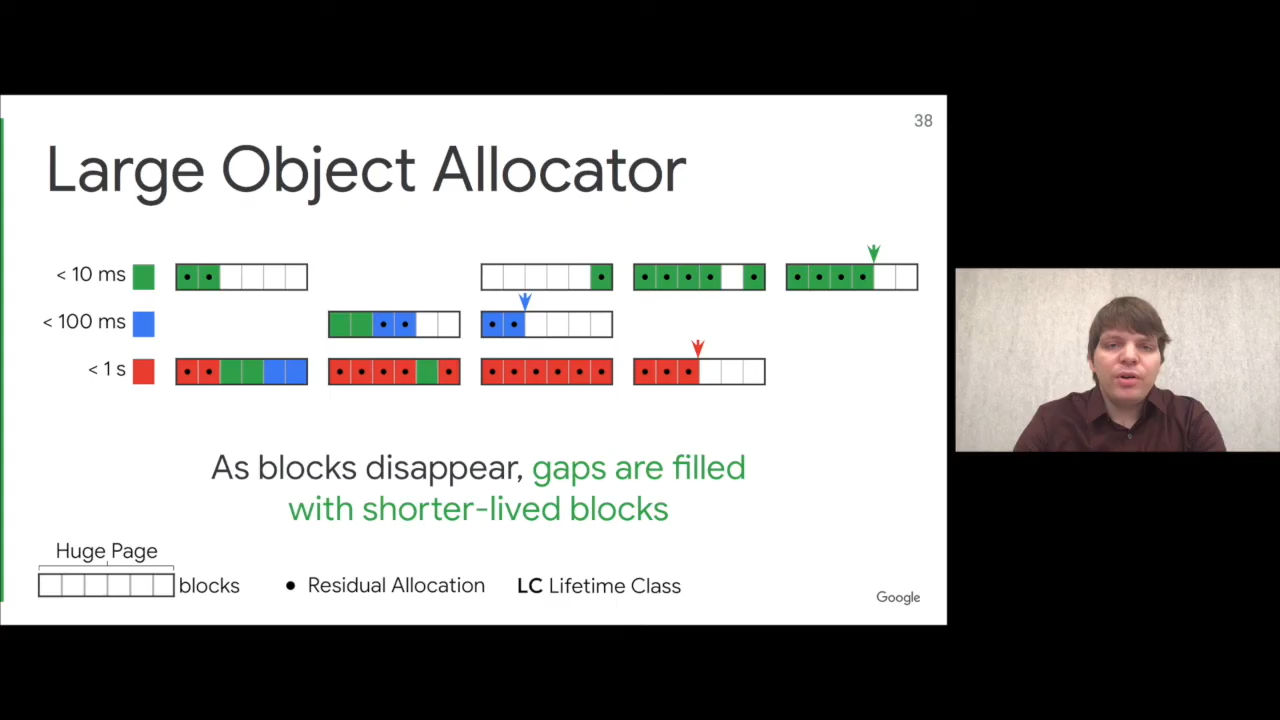 38
Large Object Allocator
< 10 ms
< 100 ms
< 1 s
As blocks disappear, gaps are filled
with shorter-lived blocks
Huge Page
blocks
• Residual Allocation
LC Lifetime Class
Google